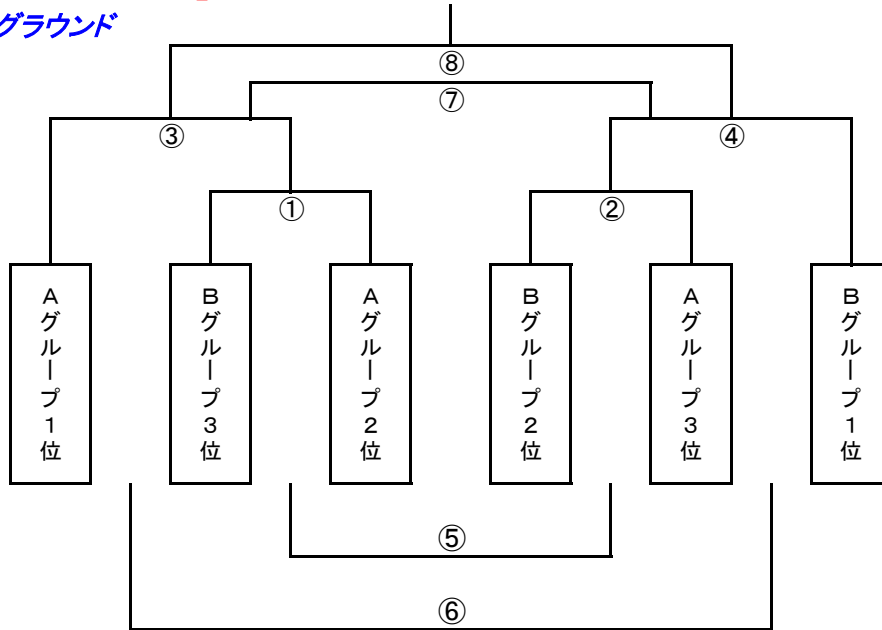 グラウンド
⑧
⑦
③
④
①
②
Aグループ1位
Bグループ3位
Aグループ2位
Bグループ2位
Aグループ3位
Bグループ1位
⑤
⑥